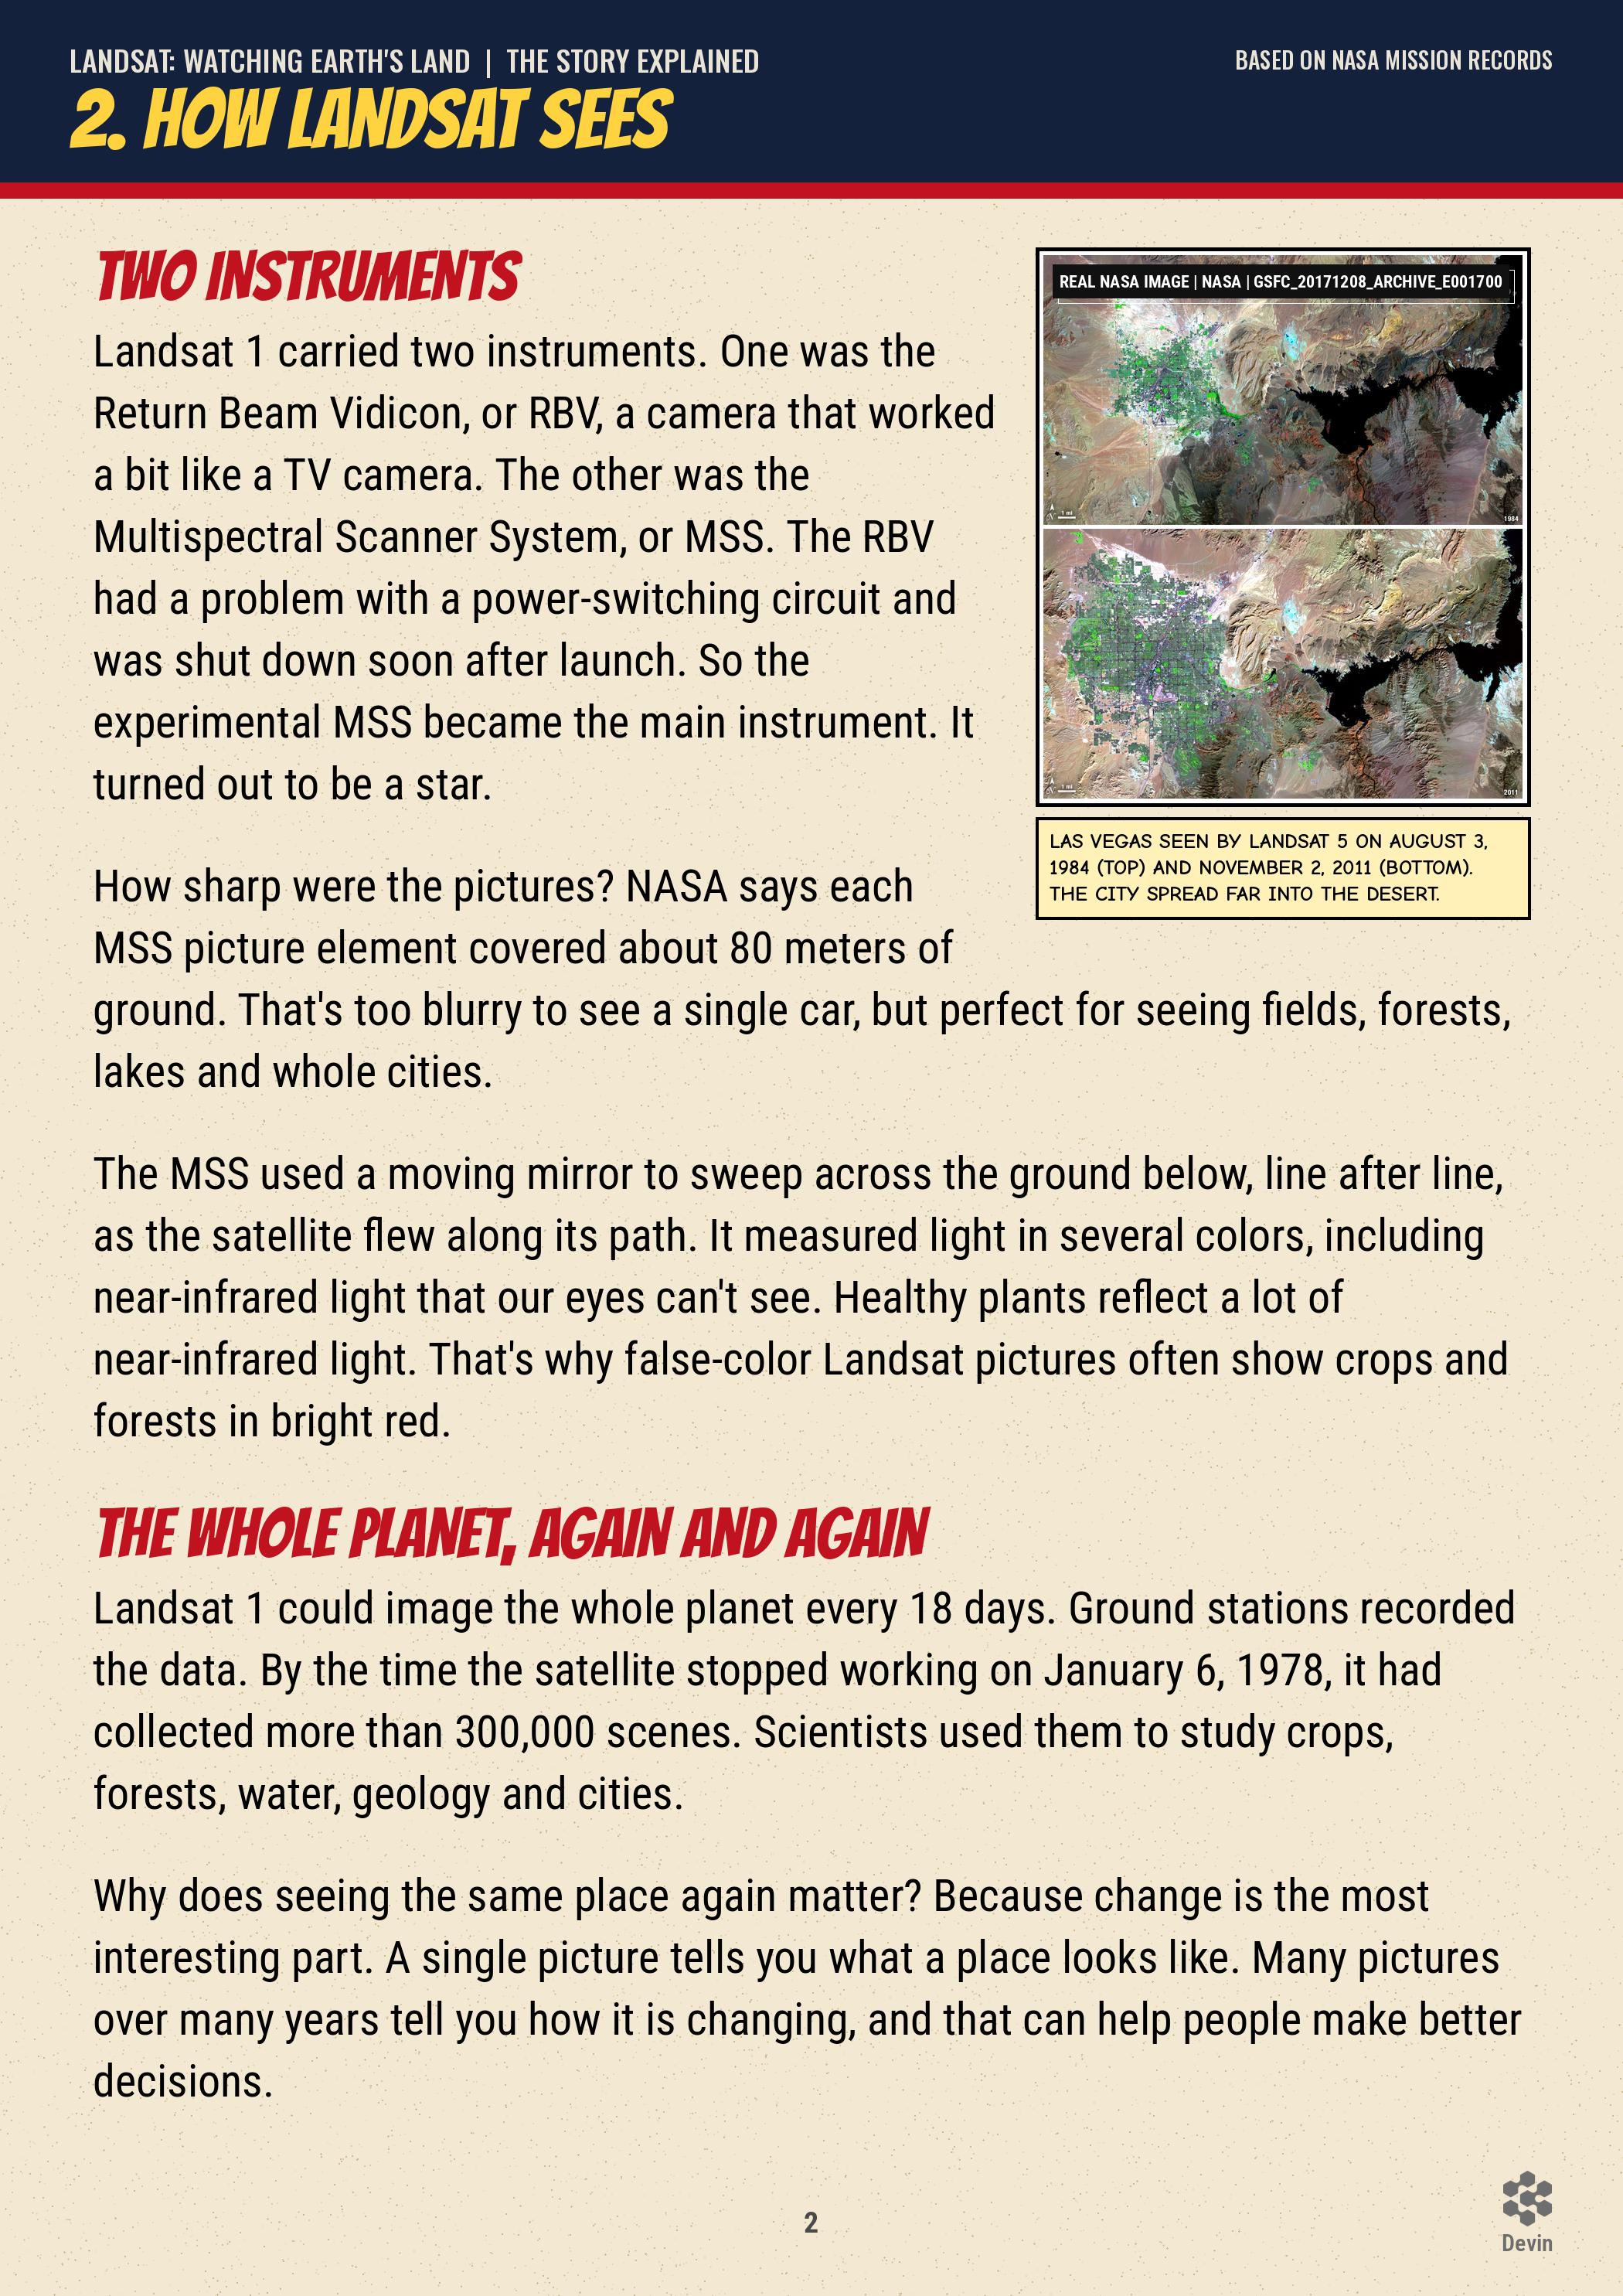 LANDSAT: WATCHING EARTH'S LAND | THE STORY EXPLAINED
BASED ON NASA MISSION RECORDS
2. HOW LANDSAT SEES
TWO INSTRUMENTS
Landsat 1 carried two instruments. One was the
Return Beam Vidicon, or RBV, a camera that worked
a bit like a TV camera. The other was the
Multispectral Scanner System, or MSS. The RBV
had a problem with a power-switching circuit and
was shut down soon after launch. So the
experimental MSS became the main instrument. It
turned out to be a star.
REAL NASA IMAGE | NASA | GSFC_20171208_ARCHIVE_E001700
N
1 mi
1984
N
1 mi
2011
LAS VEGAS SEEN BY LANDSAT 5 ON AUGUST 3,
1984 (TOP) AND NOVEMBER 2, 2011 (BOTTOM).
THE CITY SPREAD FAR INTO THE DESERT.
How sharp were the pictures? NASA says each
MSS picture element covered about 80 meters of
ground. That's too blurry to see a single car, but perfect for seeing fields, forests,
lakes and whole cities.
The MSS used a moving mirror to sweep across the ground below, line after line,
as the satellite flew along its path. It measured light in several colors, including
near-infrared light that our eyes can't see. Healthy plants reflect a lot of
near-infrared light. That's why false-color Landsat pictures often show crops and
forests in bright red.
THE WHOLE PLANET, AGAIN AND AGAIN
Landsat 1 could image the whole planet every 18 days. Ground stations recorded
the data. By the time the satellite stopped working on January 6, 1978, it had
collected more than 300,000 scenes. Scientists used them to study crops,
forests, water, geology and cities.
Why does seeing the same place again matter? Because change is the most
interesting part. A single picture tells you what a place looks like. Many pictures
over many years tell you how it is changing, and that can help people make better
decisions.
2
Devin